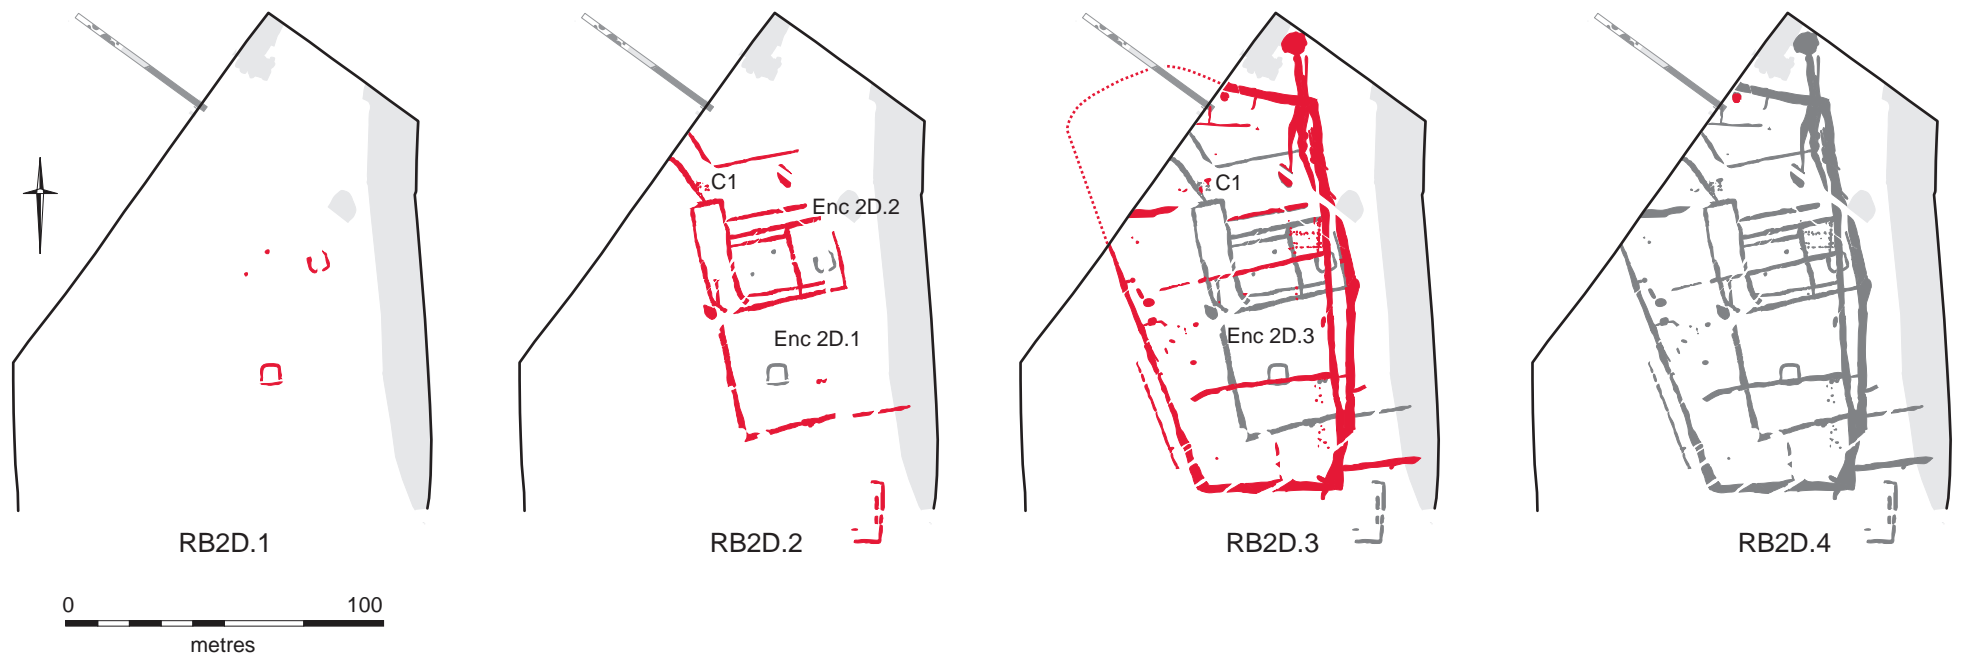 C1
Enc 2D.2
Enc 2D.1
C1
Enc 2D.3
RB2D.1
RB2D.2
RB2D.3
RB2D.4
0 100
metres